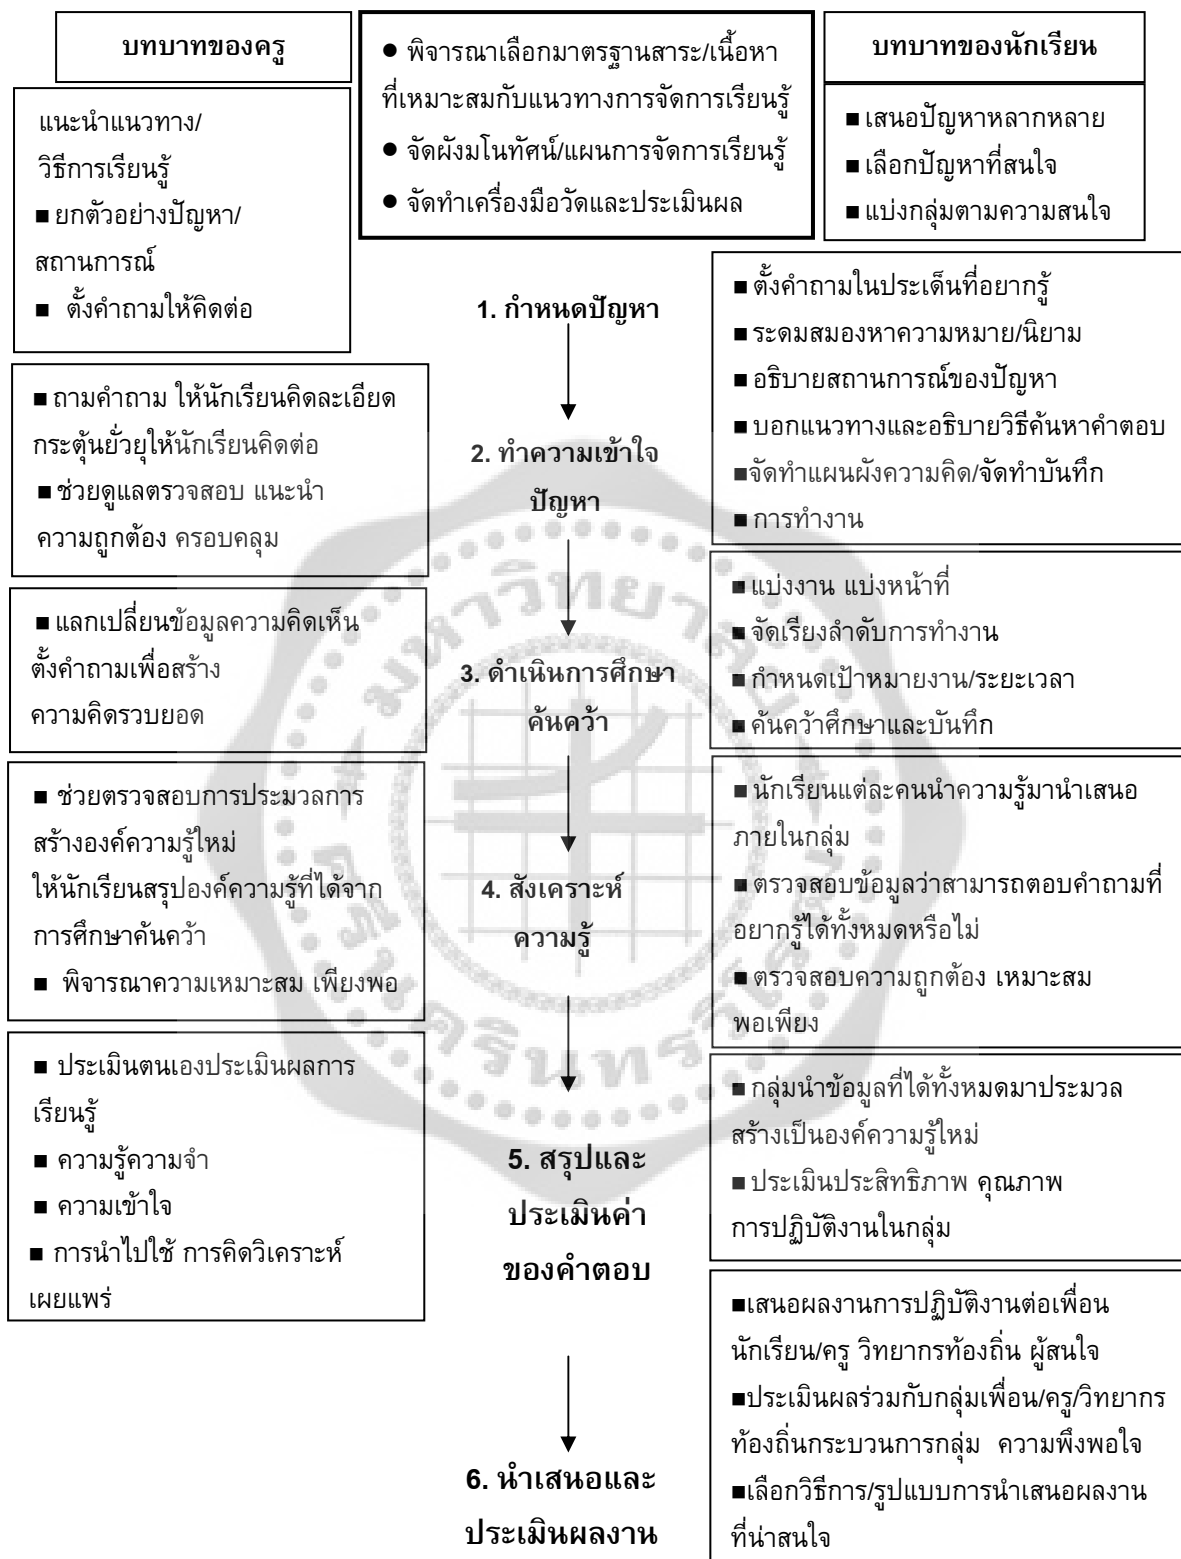 บทบาทของครู
แนะนำแนวทาง/
วิธีการเรียนรู้
■ ยกตัวอย่างปัญหา/
สถานการณ์
■ ตั้งคำถามให้คิดต่อ
■ ถามคำถาม ให้นักเรียนคิดละเอียด
กระตุ้นยั่วยุให้นักเรียนคิดต่อ
■ ช่วยดูแลตรวจสอบ แนะนำ
ความถูกต้อง ครอบคลุม
■ แลกเปลี่ยนข้อมูลความคิดเห็น
ตั้งคำถามเพื่อสร้าง
ความคิดรวบยอด
■ ช่วยตรวจสอบการประมวลการ
สร้างองค์ความรู้ใหม่
ให้นักเรียนสรุปองค์ความรู้ที่ได้จาก
การศึกษาค้นคว้า
■ พิจารณาความเหมาะสม เพียงพอ
■ ประเมินตนเองประเมินผลการ
เรียนรู้
■ ความรู้ความจำ
■ ความเข้าใจ
■ การนำไปใช้ การคิดวิเคราะห์
เผยแพร่
● พิจารณาเลือกมาตรฐานสาระ/เนื้อหา
ที่เหมาะสมกับแนวทางการจัดการเรียนรู้
● จัดผังมโนทัศน์/แผนการจัดการเรียนรู้
● จัดทำเครื่องมือวัดและประเมินผล
1. กำหนดปัญหา
2. ทำความเข้าใจ
ปัญหา
3. ดำเนินการศึกษา
ค้นคว้า
4. สังเคราะห์
ความรู้
5. สรุปและ
ประเมินค่า
ของคำตอบ
6. นำเสนอและ
ประเมินผลงาน
บทบาทของนักเรียน
■ เสนอปัญหาหลากหลาย
■ เลือกปัญหาที่สนใจ
■ แบ่งกลุ่มตามความสนใจ
■ ตั้งคำถามในประเด็นที่อยากรู้
■ ระดมสมองหาความหมาย/นิยาม
■ อธิบายสถานการณ์ของปัญหา
■ บอกแนวทางและอธิบายวิธีค้นหาคำตอบ
■จัดทำแผนผังความคิด/จัดทำบันทึก
■ การทำงาน
■ แบ่งงาน แบ่งหน้าที่
■ จัดเรียงลำดับการทำงาน
■ กำหนดเป้าหมายงาน/ระยะเวลา
■ ค้นคว้าศึกษาและบันทึก
■ นักเรียนแต่ละคนนำความรู้มานำเสนอ
ภายในกลุ่ม
■ ตรวจสอบข้อมูลว่าสามารถตอบคำถามที่
อยากรู้ได้ทั้งหมดหรือไม่
■ ตรวจสอบความถูกต้อง เหมาะสม
พอเพียง
■ กลุ่มนำข้อมูลที่ได้ทั้งหมดมาประมวล
สร้างเป็นองค์ความรู้ใหม่
■ ประเมินประสิทธิภาพ คุณภาพ
การปฏิบัติงานในกลุ่ม
■เสนอผลงานการปฏิบัติงานต่อเพื่อน
นักเรียน/ครู วิทยากรท้องถิ่น ผู้สนใจ
■ประเมินผลร่วมกับกลุ่มเพื่อน/ครู/วิทยากร
ท้องถิ่นกระบวนการกลุ่ม ความพึงพอใจ
■เลือกวิธีการ/รูปแบบการนำเสนอผลงาน
ที่น่าสนใจ
มหาวิทยาลัย
ศรีนครินทรวิโรฒ